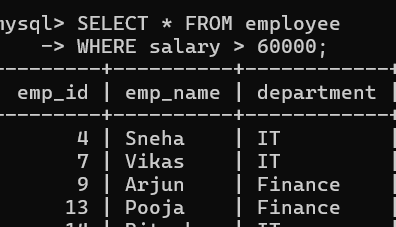 mysql> SELECT * FROM employee
-> WHERE salary > 60000;
emp_id | emp_name | department |
4 | Sneha | IT
7 | Vikas | IT
9 | Arjun | Finance
13 | Pooja | Finance